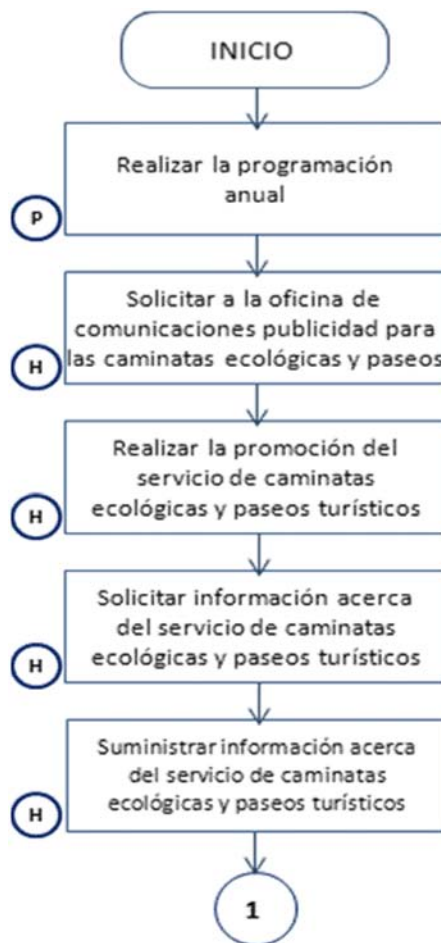 INICIO
Realizar la programación
anual
P
Solicitar a la oficina de
comunicaciones publicidad para
las caminatas ecológicas y paseos
H
Realizar la promoción del
servicio de caminatas
ecológicas y paseos turísticos
H
Solicitar información acerca
del servicio de caminatas
ecológicas y paseos turísticos
H
Suministrar información acerca
del servicio de caminatas
ecológicas y paseos turísticos
H
1